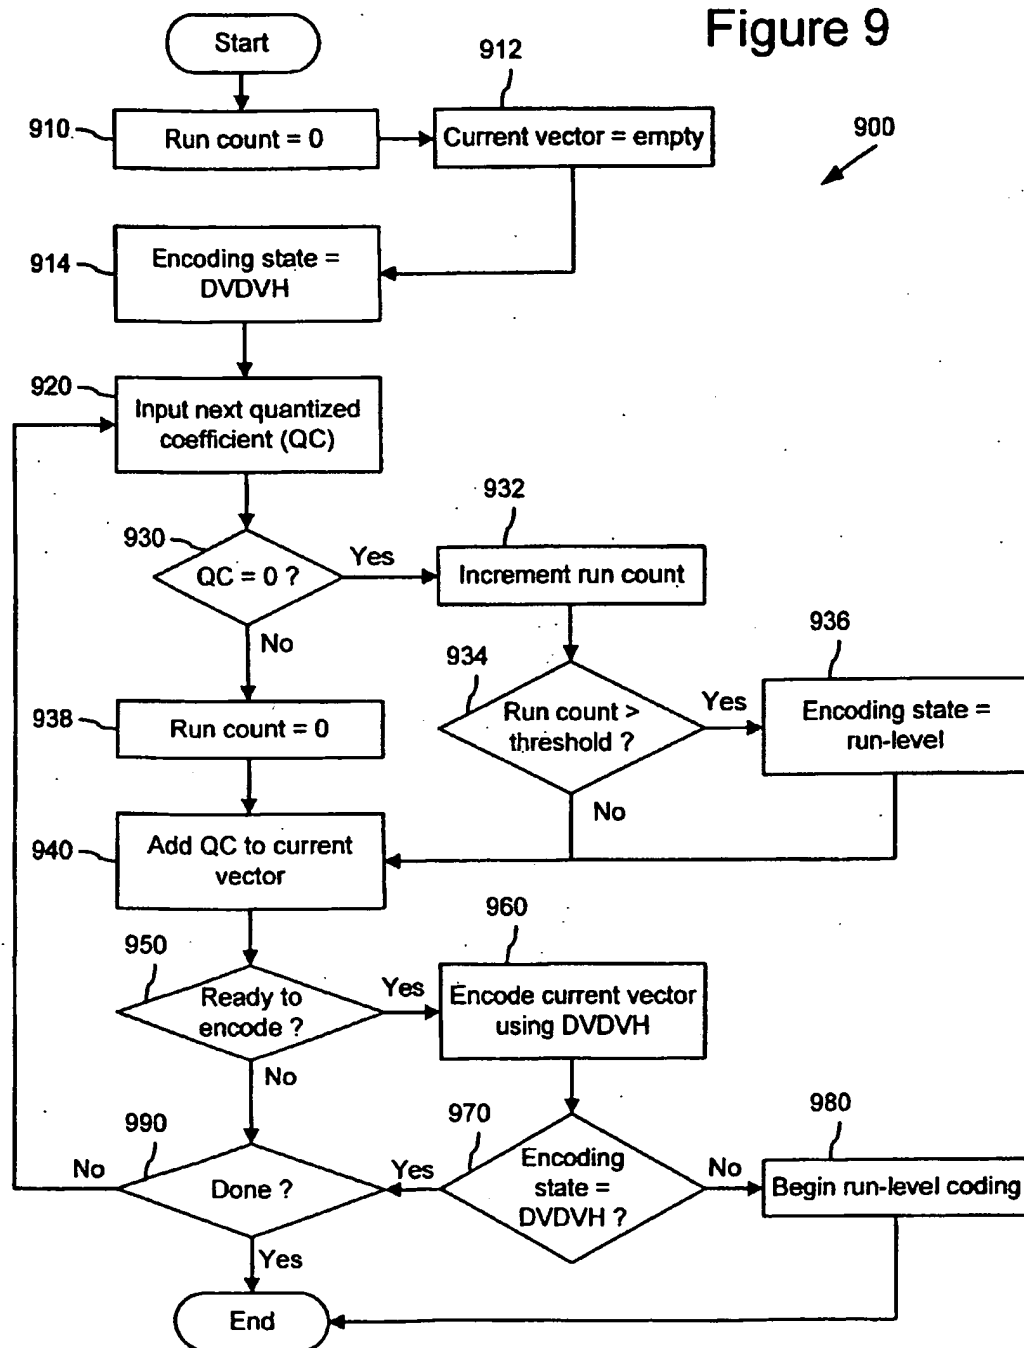 Figure 9
Start
912
910
Run count = 0
Current vector = empty
900
914
Encoding state =
DVDVH
920
Input next quantized
coefficient (QC)
932
930
QC = 0 ?
Yes
Increment run count
No
936
934
938
Run count = 0
Run count >
threshold ?
Yes
Encoding state =
run-level
No
940
Add QC to current
vector
960
950
Ready to
encode ?
Yes
Encode current vector
using DVDVH
No
990
970
980
No
Done ?
Yes
Encoding
state =
DVDVH ?
No
Begin run-level coding
Yes
End